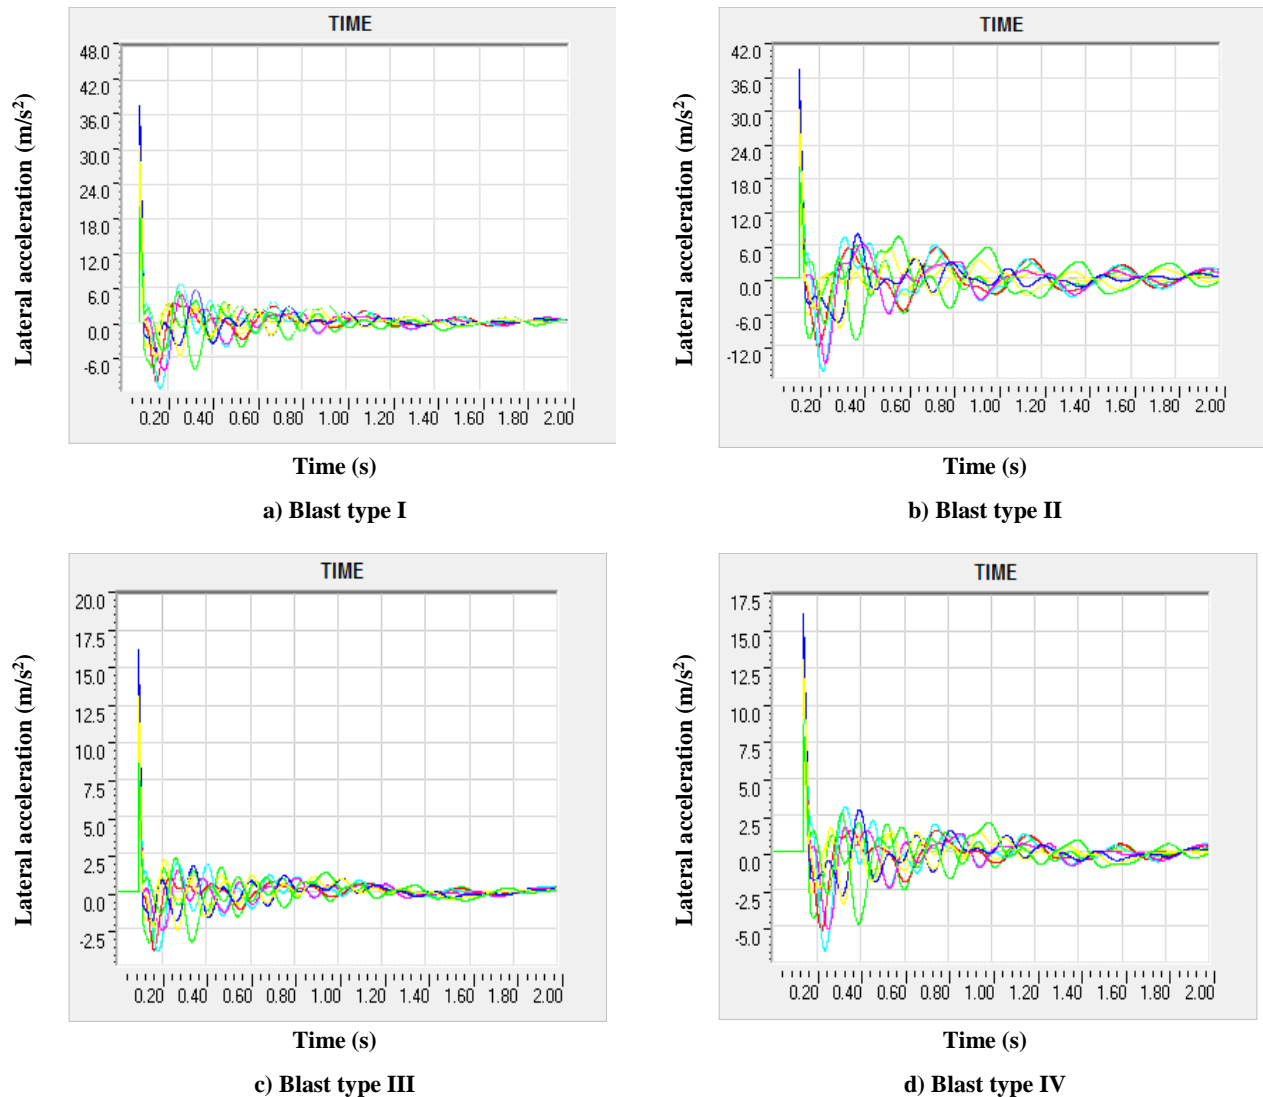 TIME
48.0
42.0
36.0
30.0
24.0
18.0
12.0
6.0
0.0
-6.0
Lateral acceleration (m/s²)
0.20 0.40 0.60 0.80 1.00 1.20 1.40 1.60 1.80 2.00
Time (s)
a) Blast type I
TIME
42.0
36.0
30.0
24.0
18.0
12.0
6.0
0.0
-6.0
-12.0
Lateral acceleration (m/s²)
0.20 0.40 0.60 0.80 1.00 1.20 1.40 1.60 1.80 2.00
Time (s)
b) Blast type II
TIME
20.0
17.5
15.0
12.5
10.0
7.5
5.0
2.5
0.0
-2.5
Lateral acceleration (m/s²)
0.20 0.40 0.60 0.80 1.00 1.20 1.40 1.60 1.80 2.00
Time (s)
c) Blast type III
TIME
17.5
15.0
12.5
10.0
7.5
5.0
2.5
0.0
-2.5
-5.0
Lateral acceleration (m/s²)
0.20 0.40 0.60 0.80 1.00 1.20 1.40 1.60 1.80 2.00
Time (s)
d) Blast type IV